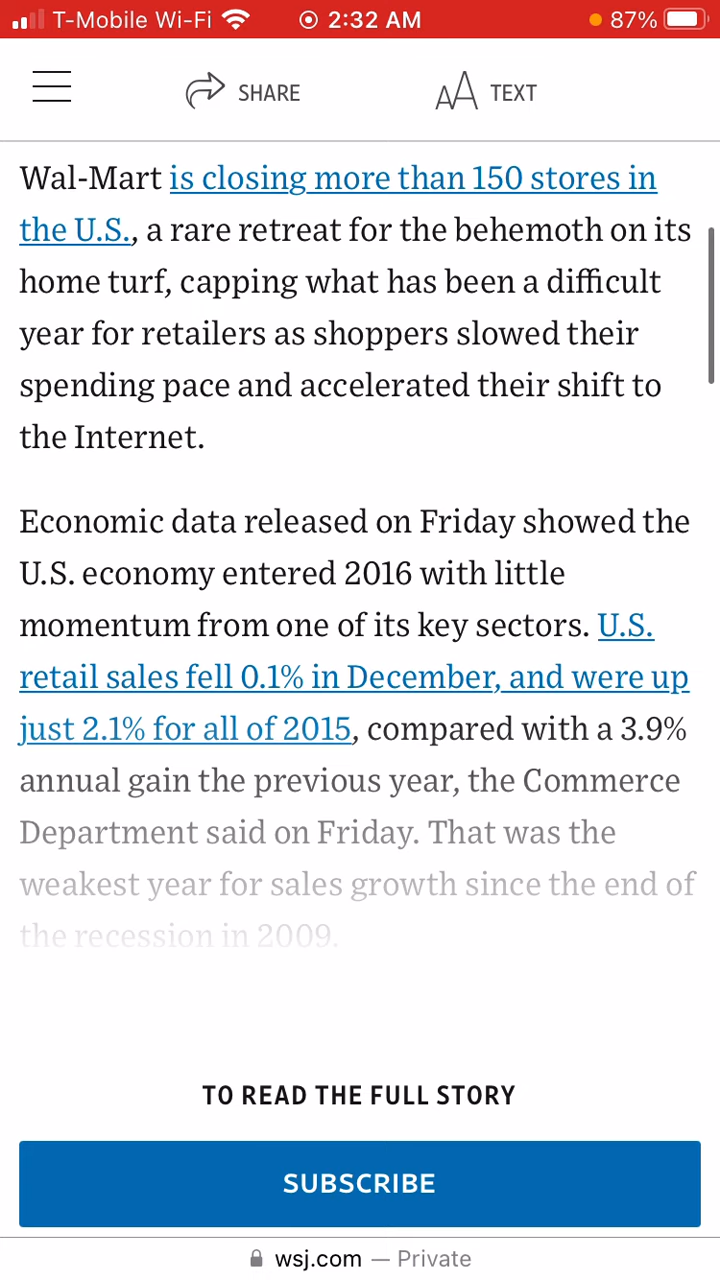 T-Mobile Wi-Fi 2:32 AM 87%
SHARE TEXT
Wal-Mart is closing more than 150 stores in
the U.S., a rare retreat for the behemoth on its
home turf, capping what has been a difficult
year for retailers as shoppers slowed their
spending pace and accelerated their shift to
the Internet.
Economic data released on Friday showed the
U.S. economy entered 2016 with little
momentum from one of its key sectors. U.S.
retail sales fell 0.1% in December, and were up
just 2.1% for all of 2015, compared with a 3.9%
annual gain the previous year, the Commerce
Department said on Friday. That was the
weakest year for sales growth since the end of
the recession in 2009.
TO READ THE FULL STORY
SUBSCRIBE
wsj.com — Private